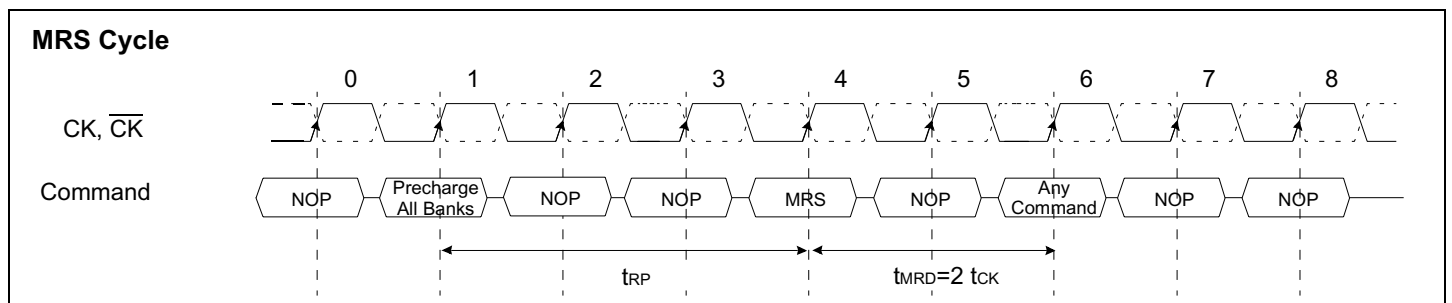 MRS Cycle
0 1 2 3 4 5 6 7 8
CK, C̅K̅
Command
NOP
Precharge
All Banks
NOP
NOP
MRS
NOP
Any
Command
NOP
NOP
tRP
tMRD=2 tCK